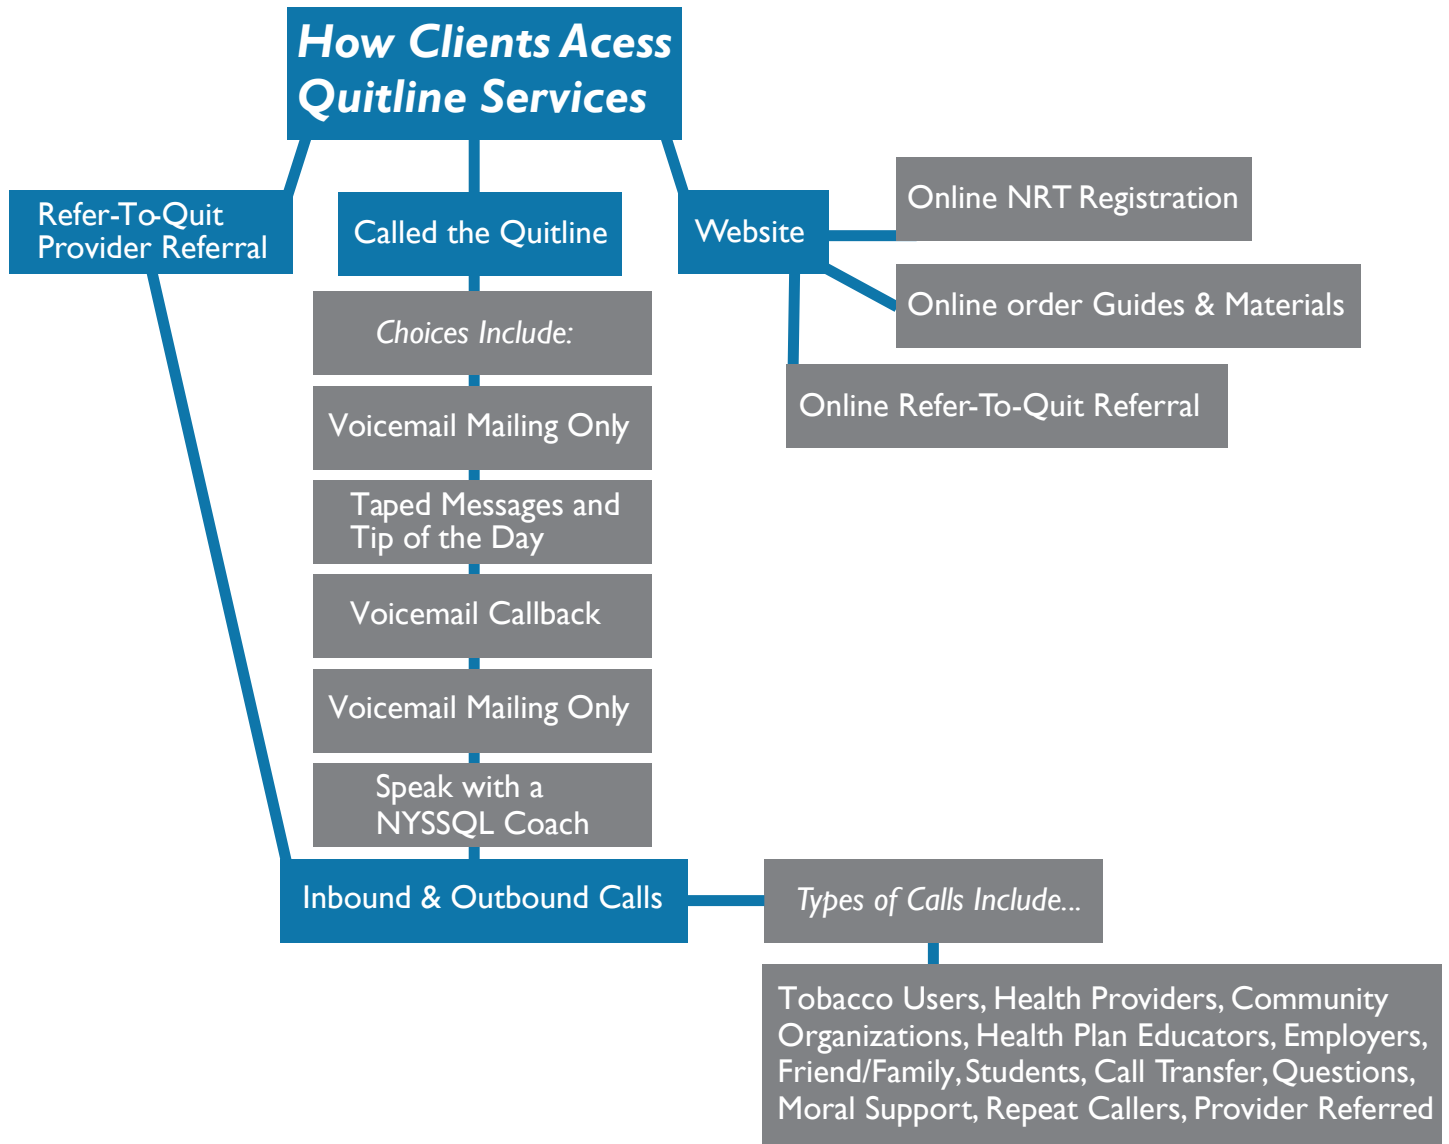 How Clients Acess
Quitline Services
Refer-To-Quit
Provider Referral
Called the Quitline
Website
Online NRT Registration
Online order Guides & Materials
Online Refer-To-Quit Referral
Choices Include:
Voicemail Mailing Only
Taped Messages and
Tip of the Day
Voicemail Callback
Voicemail Mailing Only
Speak with a
NYSSQL Coach
Inbound & Outbound Calls
Types of Calls Include...
Tobacco Users, Health Providers, Community
Organizations, Health Plan Educators, Employers,
Friend/Family, Students, Call Transfer, Questions,
Moral Support, Repeat Callers, Provider Referred